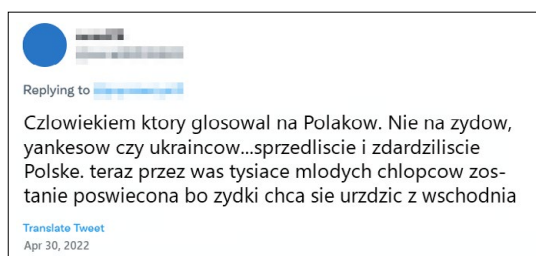 Replying to
Czlowiekiem ktory glosowal na Polakow. Nie na zydow,
yankesow czy ukraincow...sprzedliscie i zdardziliscie
Polske. teraz przez was tysiace mlodych chlopcow zos-
tanie poswiecona bo zydki chca sie urzdzic z wschodnia
Translate Tweet
Apr 30, 2022